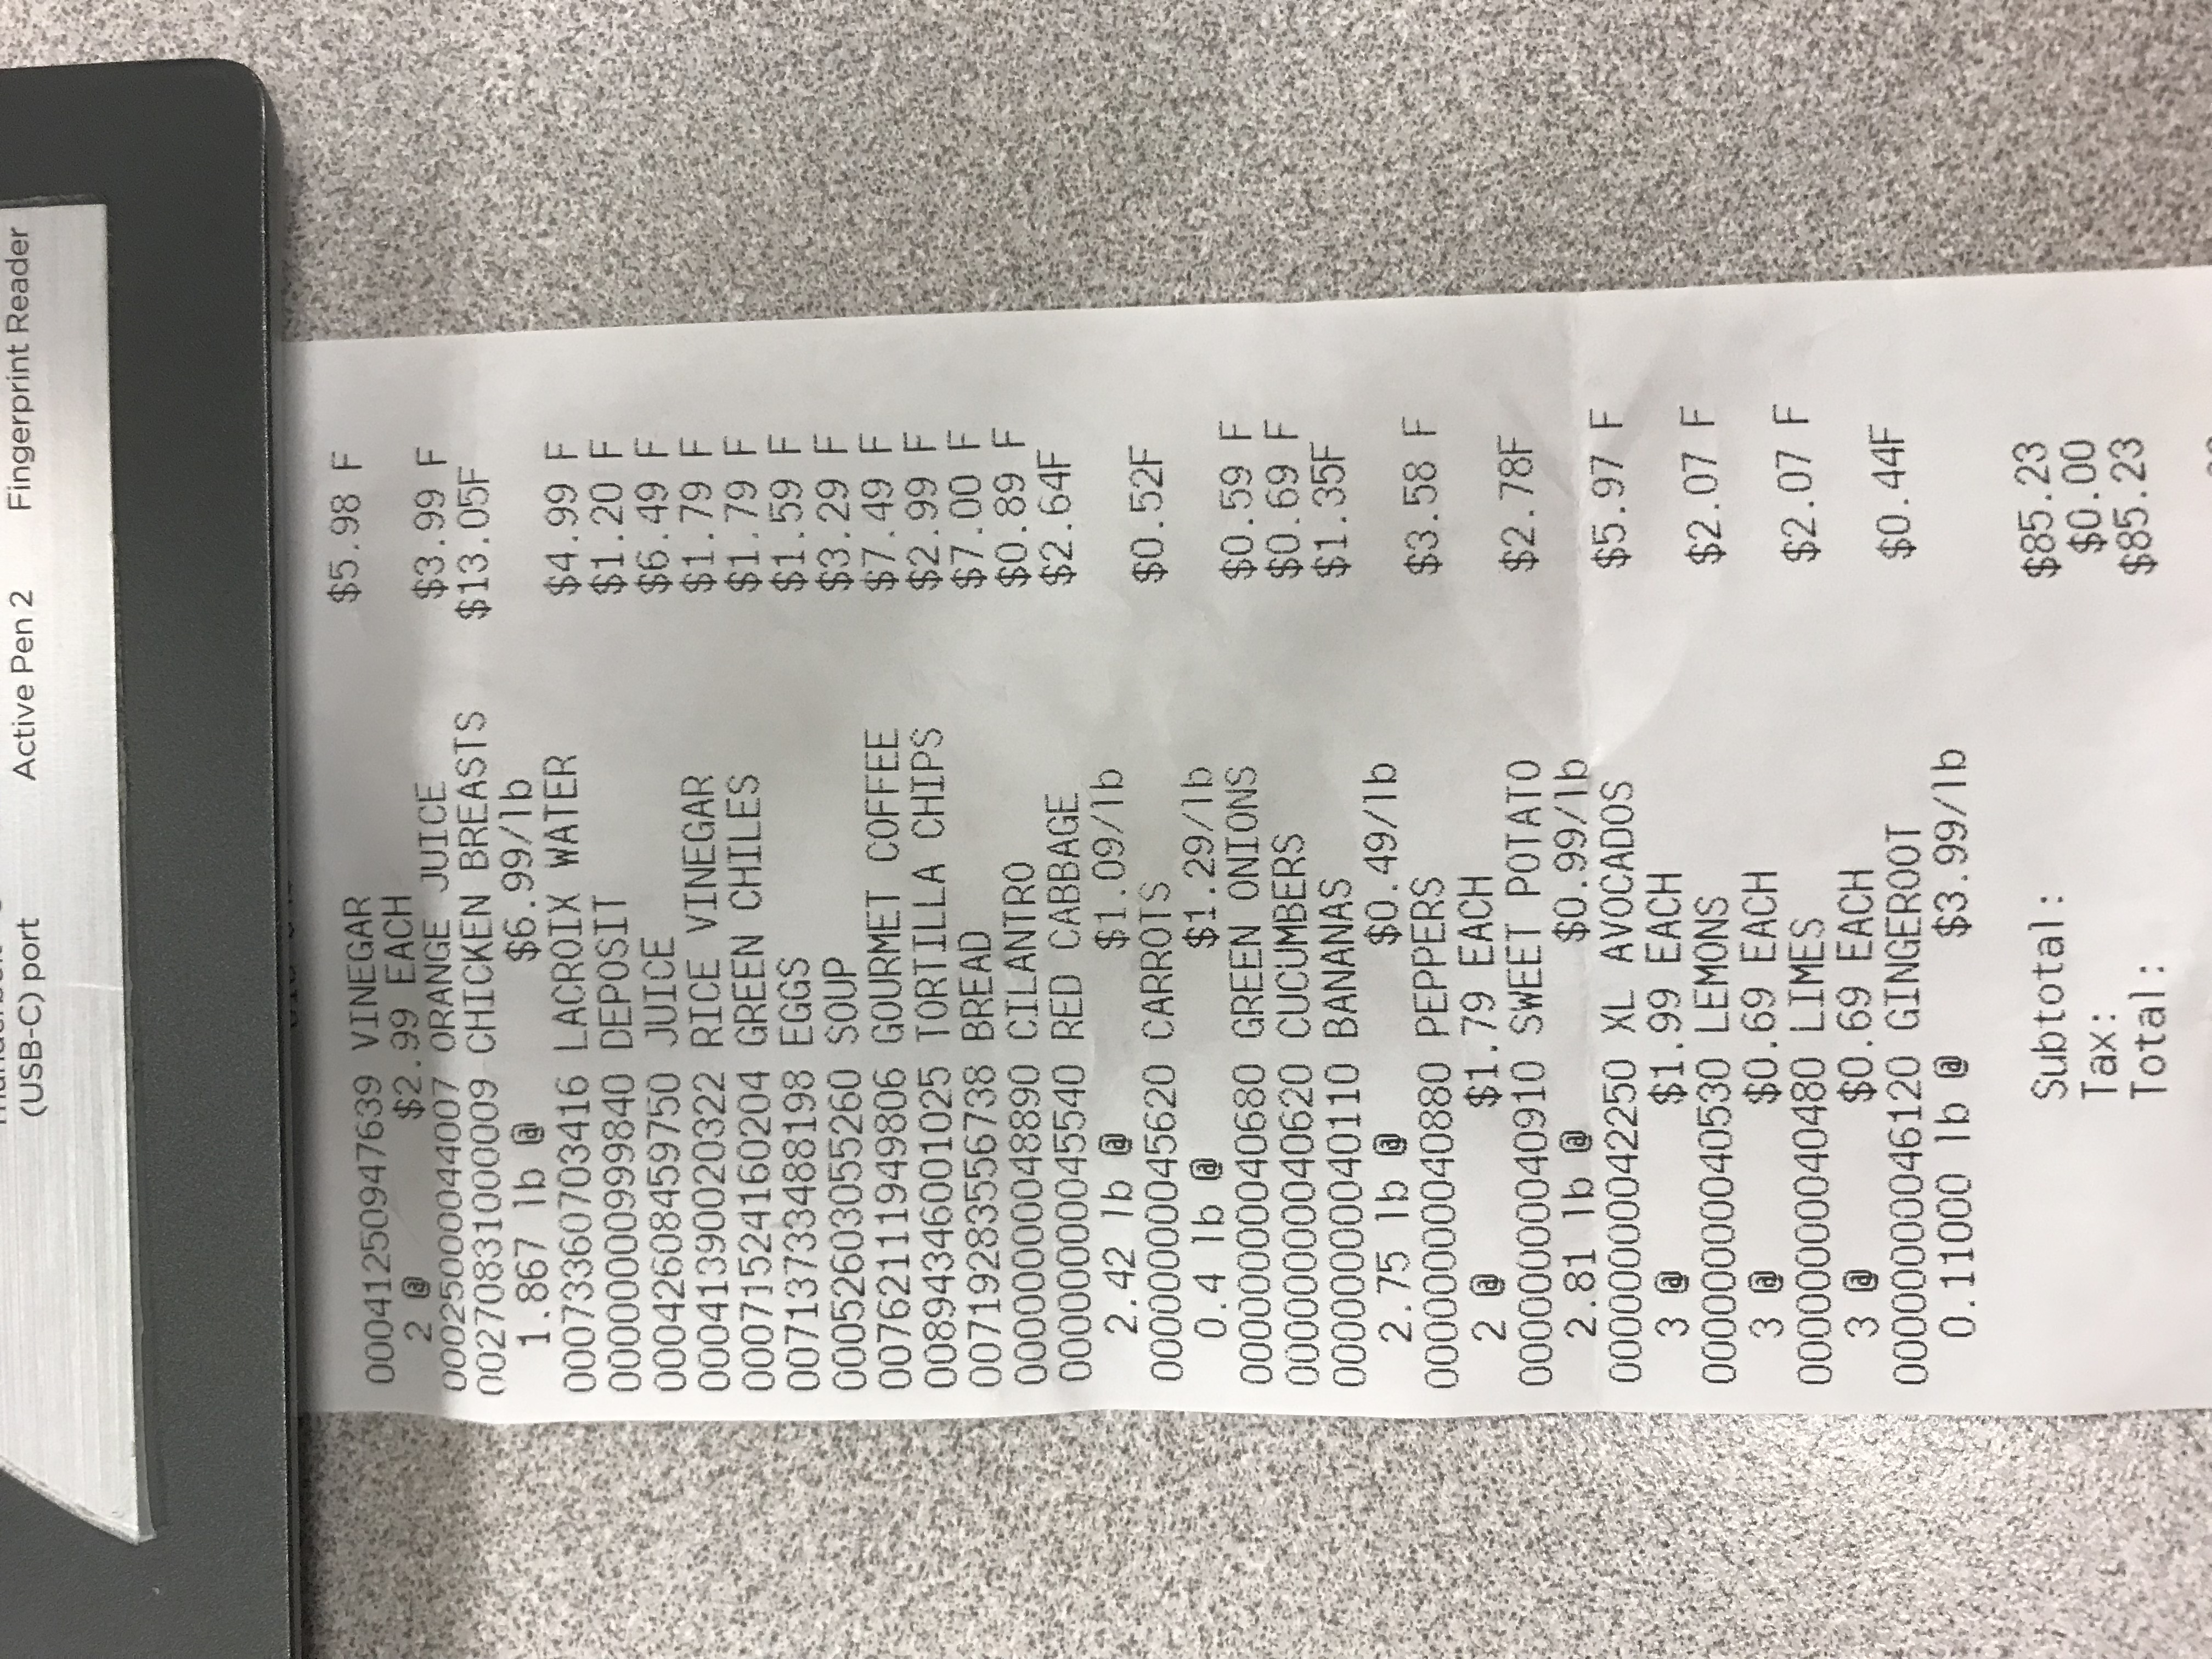 (USB-C) port Active Pen 2 Fingerprint Reader
00041250947639 VINEGAR $5.98 F
2 @ $2.99 EACH
00025000044007 ORANGE JUICE $3.99 F
00270831000009 CHICKEN BREASTS $13.05F
1.867 lb @ $6.99/lb
00073360703416 LACROIX WATER $4.99 F
00000000999840 DEPOSIT $1.20 F
00042608459750 JUICE $6.49 F
00041390020322 RICE VINEGAR $1.79 F
00071524160204 GREEN CHILES $1.79 F
00713733488198 EGGS $1.59 F
00052603055260 SOUP $3.29 F
00762111949806 GOURMET COFFEE $7.49 F
00894346001025 TORTILLA CHIPS $2.99 F
00719283556738 BREAD $7.00 F
00000000048890 CILANTRO $0.89 F
00000000045540 RED CABBAGE $2.64F
2.42 lb @ $1.09/lb
00000000045620 CARROTS $0.52F
0.4 lb @ $1.29/lb
00000000040680 GREEN ONIONS $0.59 F
00000000040620 CUCUMBERS $0.69 F
00000000040110 BANANAS $1.35F
2.75 lb @ $0.49/lb
00000000040880 PEPPERS $3.58 F
2 @ $1.79 EACH
00000000040910 SWEET POTATO $2.78F
2.81 lb @ $0.99/lb
00000000042250 XL AVOCADOS $5.97 F
3 @ $1.99 EACH
00000000040530 LEMONS $2.07 F
3 @ $0.69 EACH
00000000040480 LIMES $2.07 F
3 @ $0.69 EACH
00000000046120 GINGEROOT $0.44F
0.11000 lb @ $3.99/lb
Subtotal: $85.23
Tax: $0.00
Total: $85.23